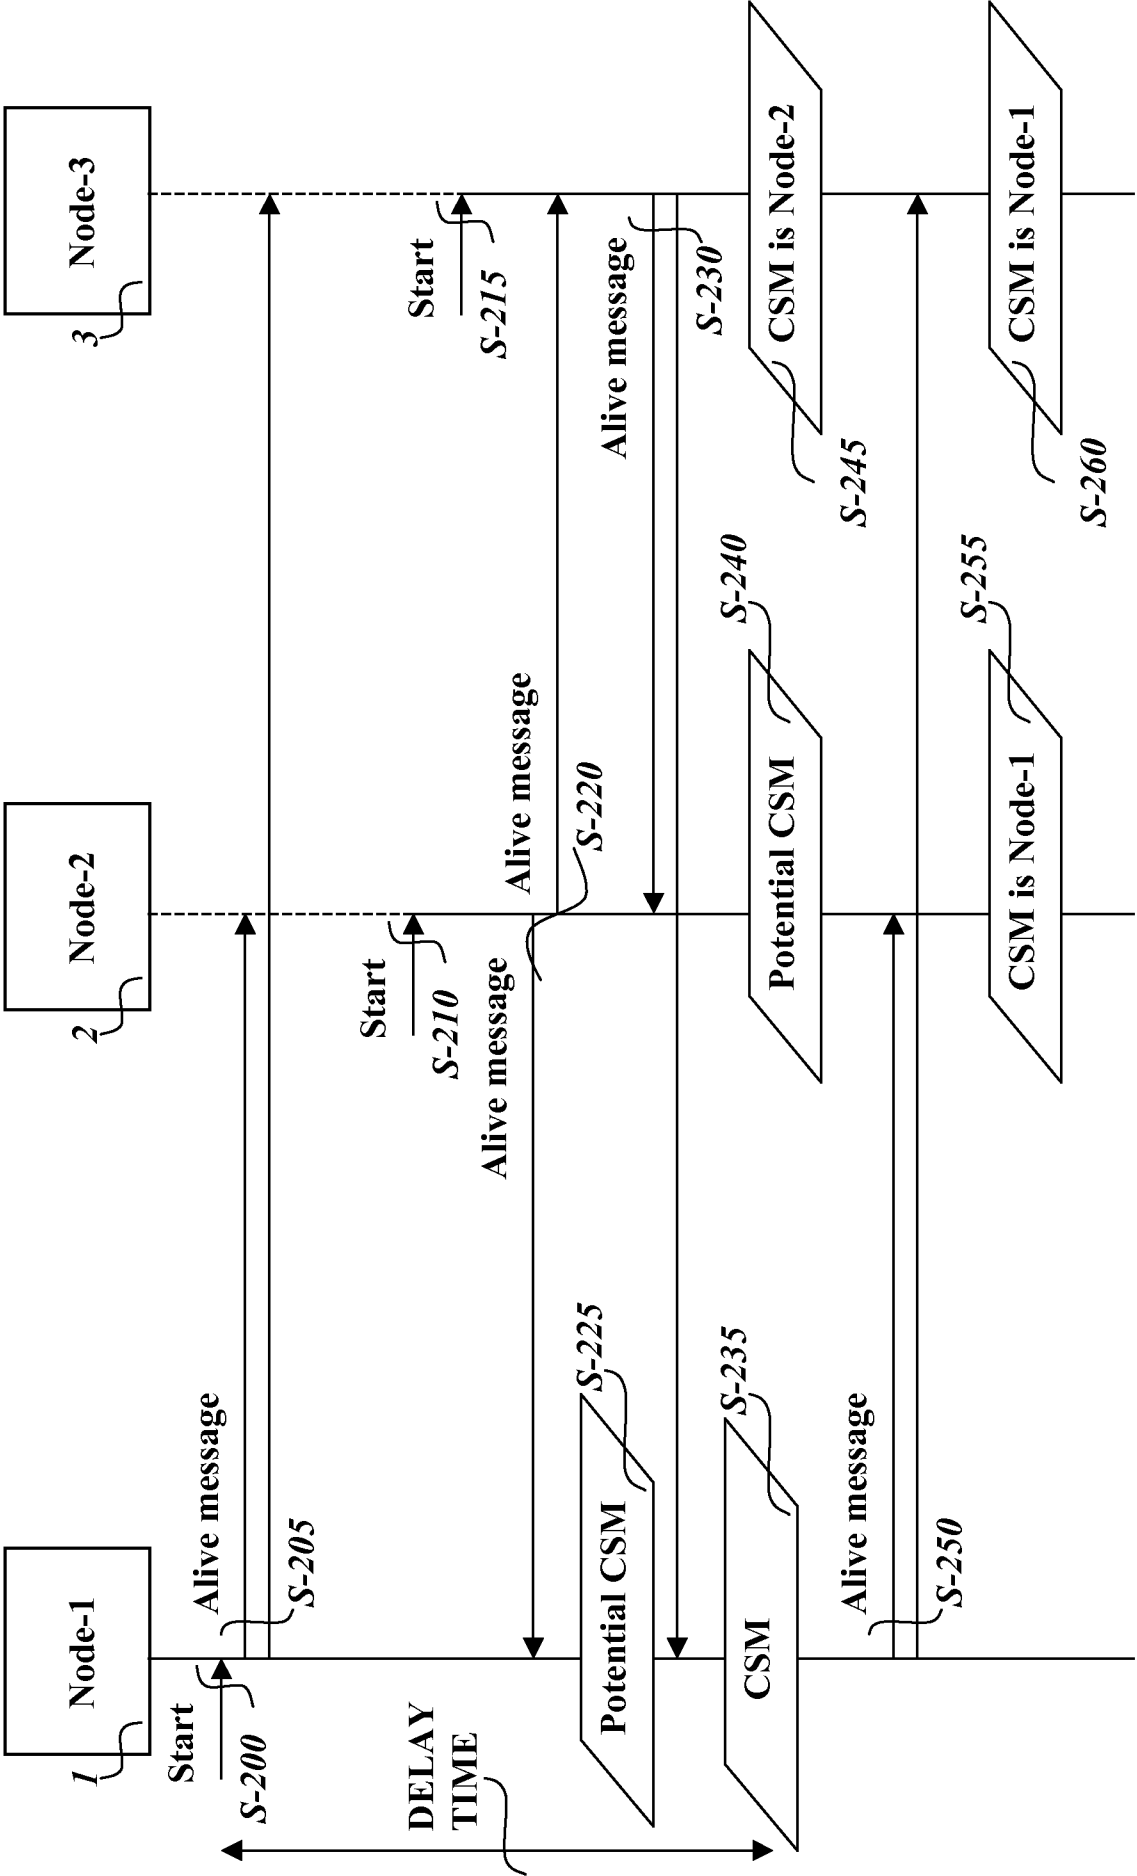 Node-1
1
Node-2
2
Node-3
3
Start
S-200
Alive message
S-205
Start
S-210
Start
S-215
DELAY
TIME
Alive message
Alive message
S-220
Potential CSM
S-225
Alive message
S-230
CSM
S-235
Potential CSM
S-240
CSM is Node-2
S-245
Alive message
S-250
CSM is Node-1
S-255
CSM is Node-1
S-260